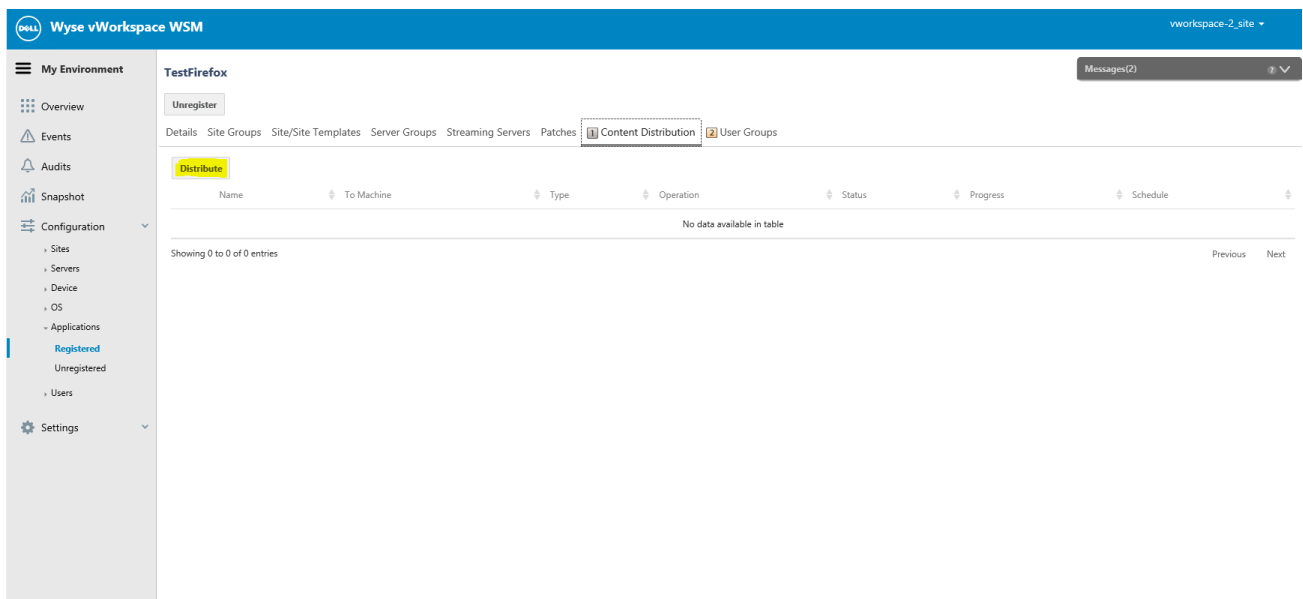 DELL Wyse vWorkspace WSM
vworkspace-2_site
My Environment
Overview
Events
Audits
Snapshot
Configuration
Sites
Servers
Device
OS
Applications
Registered
Unregistered
Users
Settings
TestFirefox
Messages(2) ?
Unregister
Details Site Groups Site/Site Templates Server Groups Streaming Servers Patches 1 Content Distribution 2 User Groups
Distribute
Name To Machine Type Operation Status Progress Schedule
No data available in table
Showing 0 to 0 of 0 entries
Previous Next